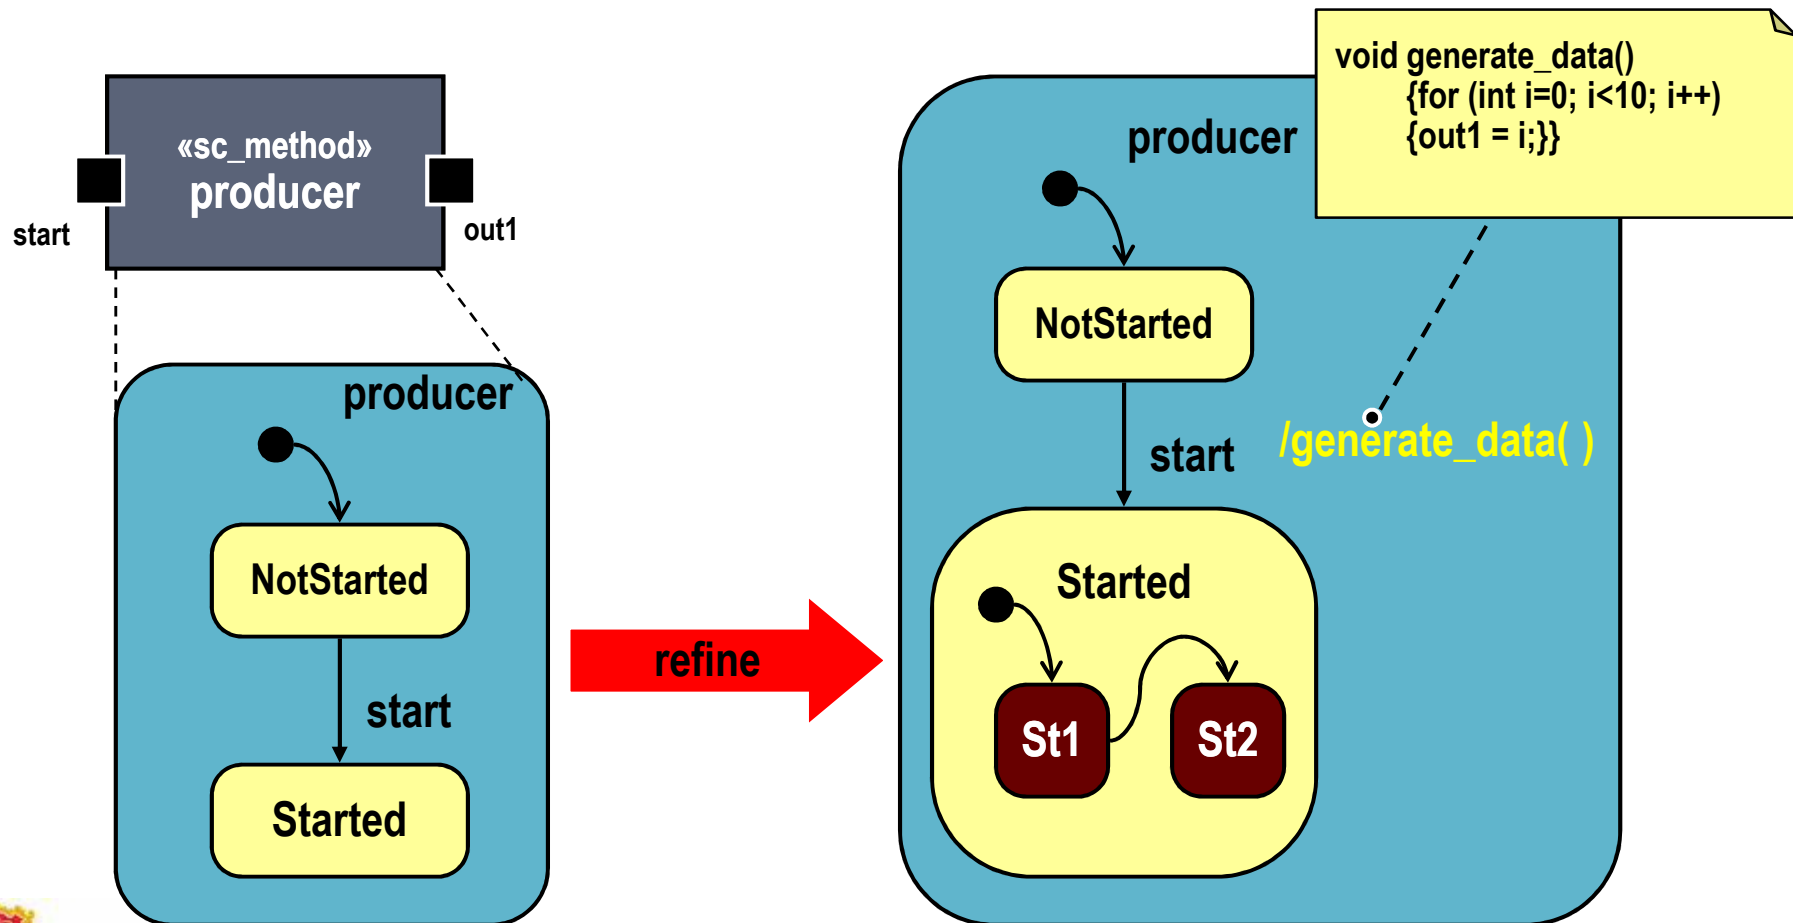 «sc_method»
producer
start
out1
producer
NotStarted
start
Started
refine
void generate_data()
{for (int i=0; i<10; i++)
{out1 = i;}}
producer
NotStarted
start
/generate_data( )
Started
St1
St2